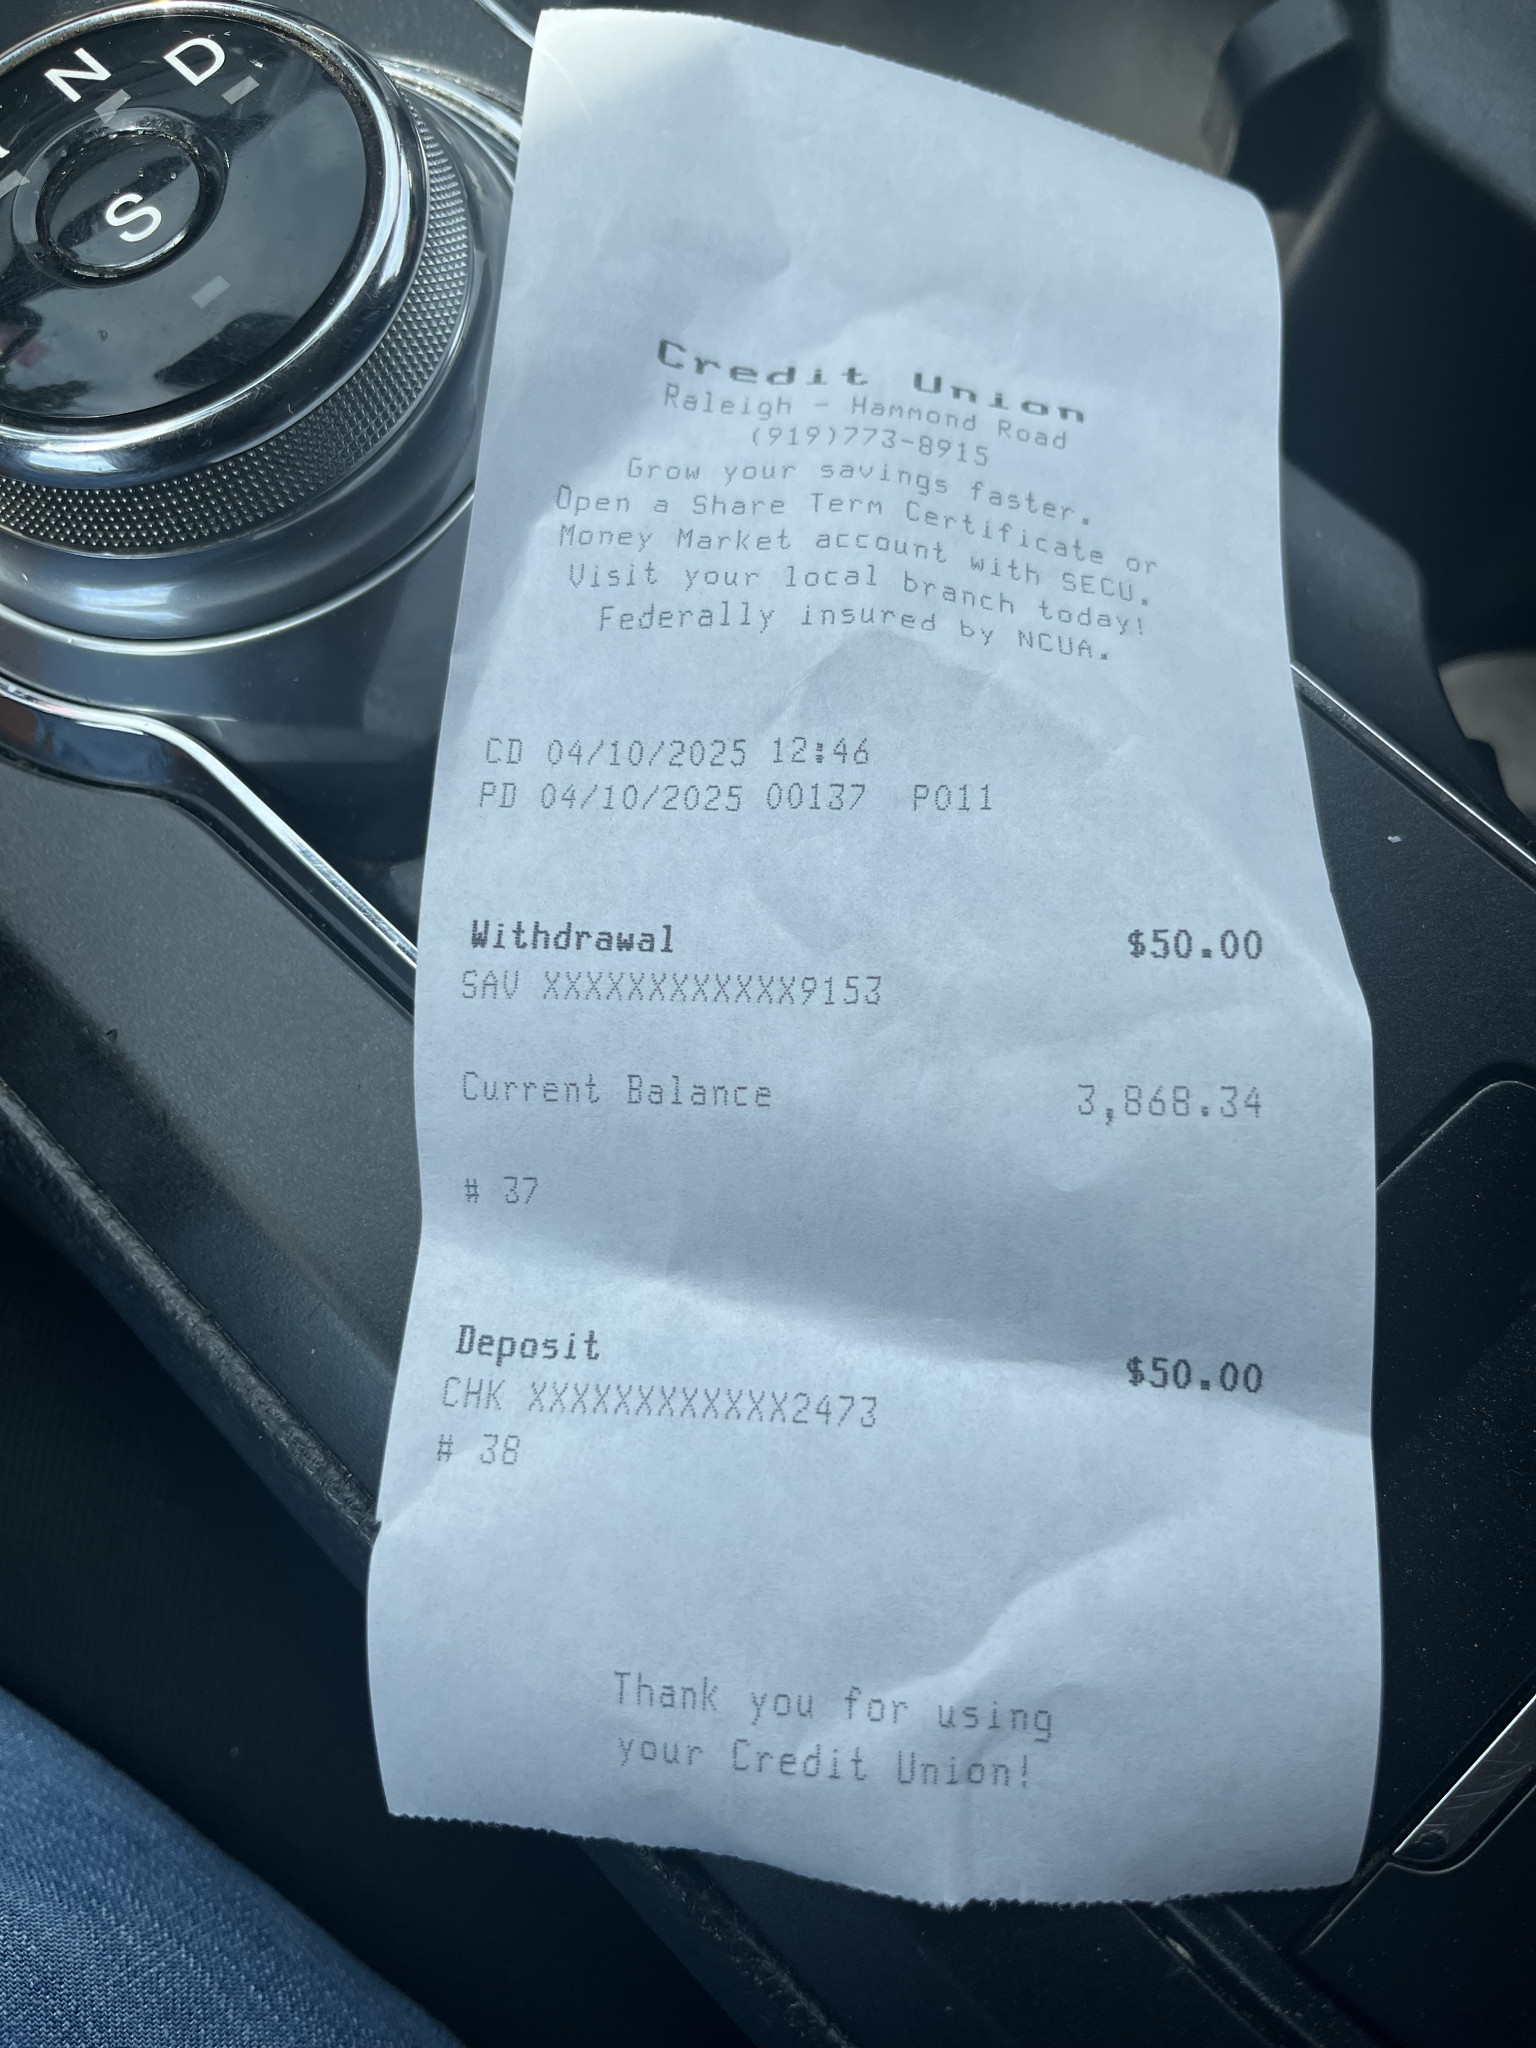 N D
S
Credit Union
Raleigh - Hammond Road
(919)773-8915
Grow your savings faster.
Open a Share Term Certificate or
Money Market account with SECU.
Visit your local branch today!
Federally insured by NCUA.
CD 04/10/2025 12:46
PD 04/10/2025 00137 P011
Withdrawal $50.00
SAV XXXXXXXXXXXX9153
Current Balance 3,868.34
# 37
Deposit $50.00
CHK XXXXXXXXXXXX2473
# 38
Thank you for using
your Credit Union!